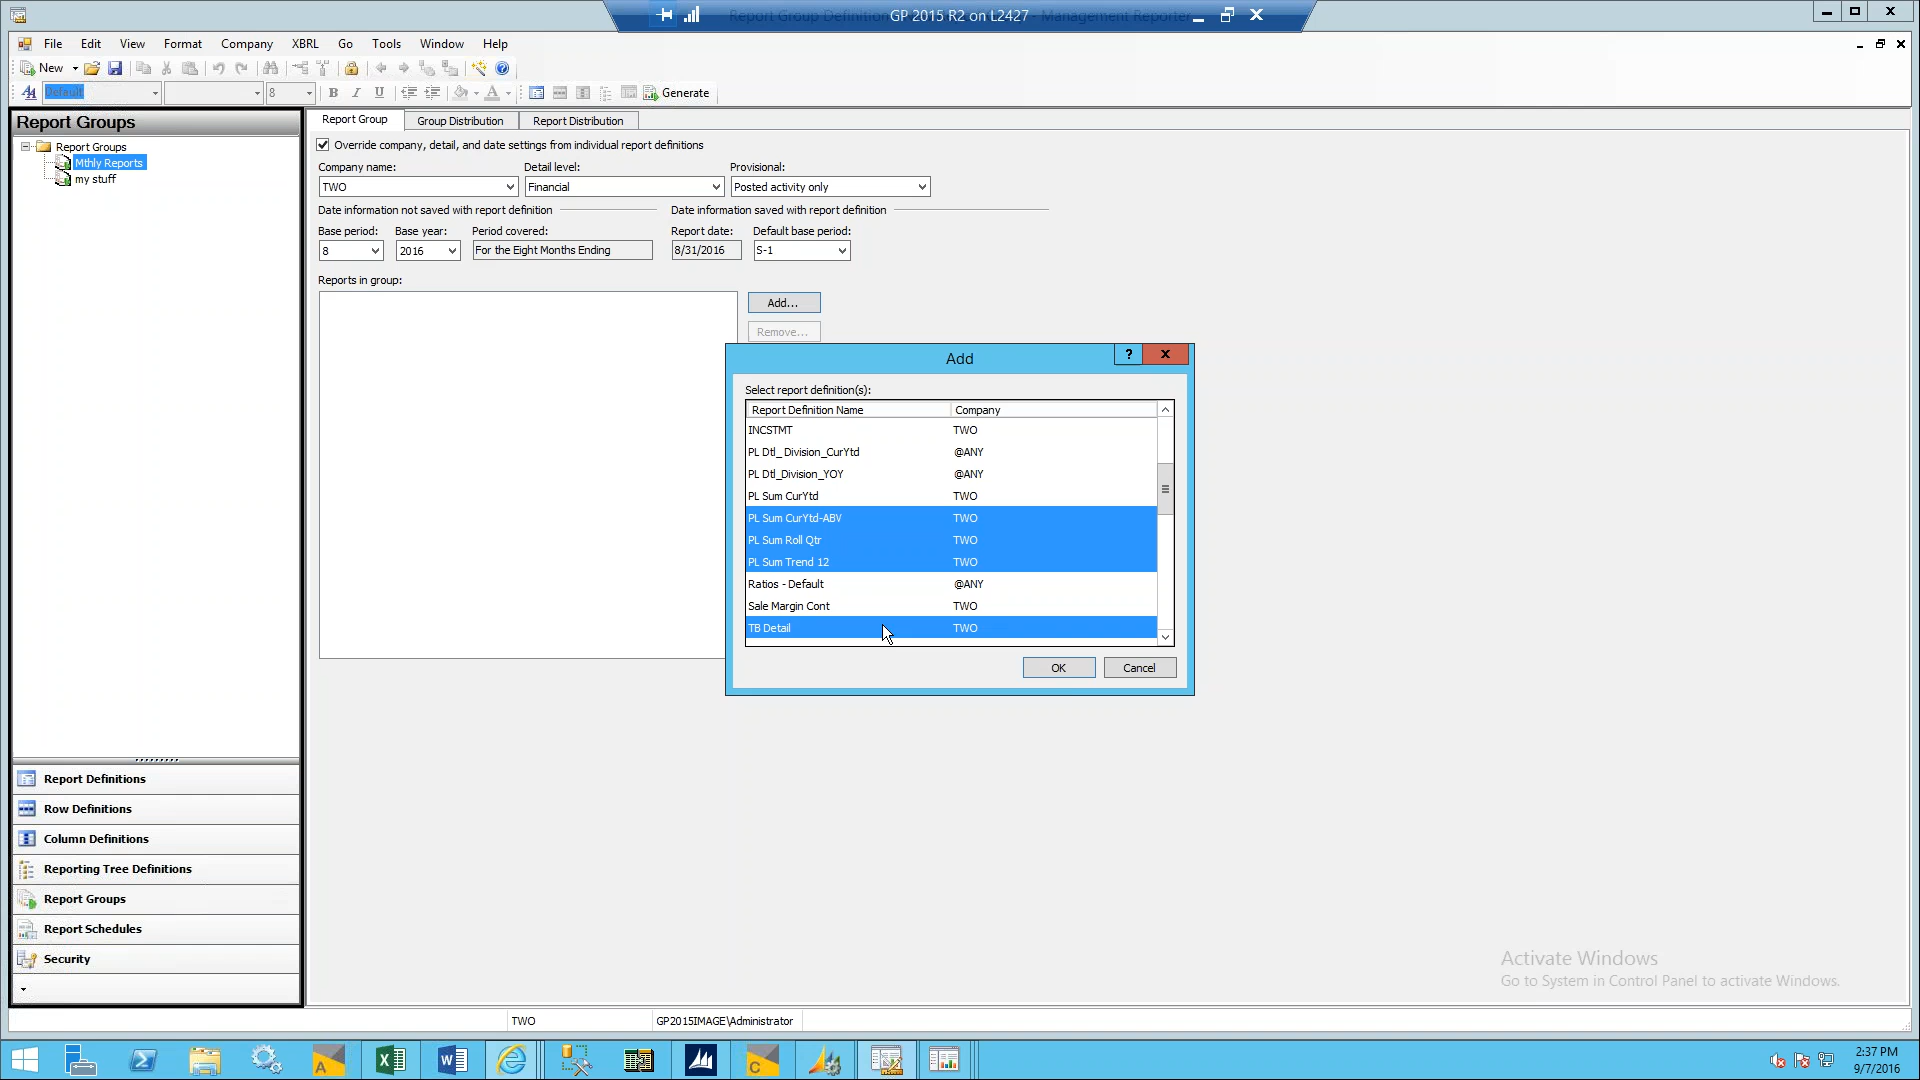 Report Group Definition
GP 2015 R2 on L2427
- Management Reporter
File Edit View Format Company XBRL Go Tools Window Help
New
Default 8 B I U A Generate
Report Groups
Report Groups
Mthly Reports
my stuff
Report Group Group Distribution Report Distribution
Override company, detail, and date settings from individual report definitions
Company name: Detail level: Provisional:
TWO Financial Posted activity only
Date information not saved with report definition Date information saved with report definition
Base period: Base year: Period covered: Report date: Default base period:
8 2016 For the Eight Months Ending 8/31/2016 S-1
Reports in group:
Add...
Remove...
Add
?
Select report definition(s):
Report Definition Name Company
INCSTMT TWO
PL Dtl_ Division_CurYtd @ANY
PL Dtl_Division_YOY @ANY
PL Sum CurYtd TWO
PL Sum CurYtd-ABV TWO
PL Sum Roll Qtr TWO
PL Sum Trend 12 TWO
Ratios - Default @ANY
Sale Margin Cont TWO
TB Detail TWO
OK Cancel
Report Definitions
Row Definitions
Column Definitions
Reporting Tree Definitions
Report Groups
Report Schedules
Security
Activate Windows
Go to System in Control Panel to activate Windows.
TWO GP2015IMAGE\Administrator
A C
2:37 PM
9/7/2016